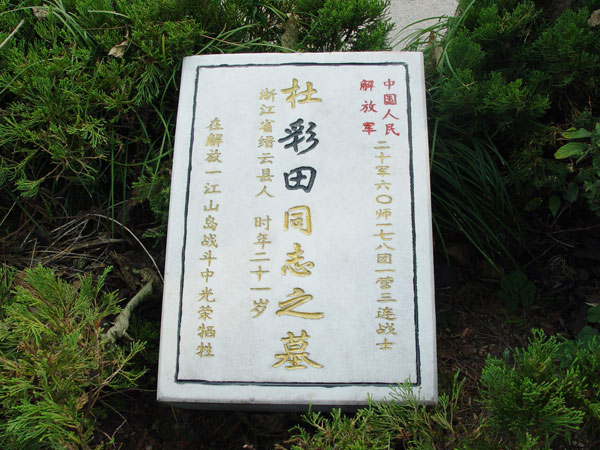 中国人民
解放军
二十军六〇师一七八团一营三连战士
杜彩田同志之墓
浙江省缙云县人 时年二十一岁
在解放一江山岛战斗中光荣牺牲